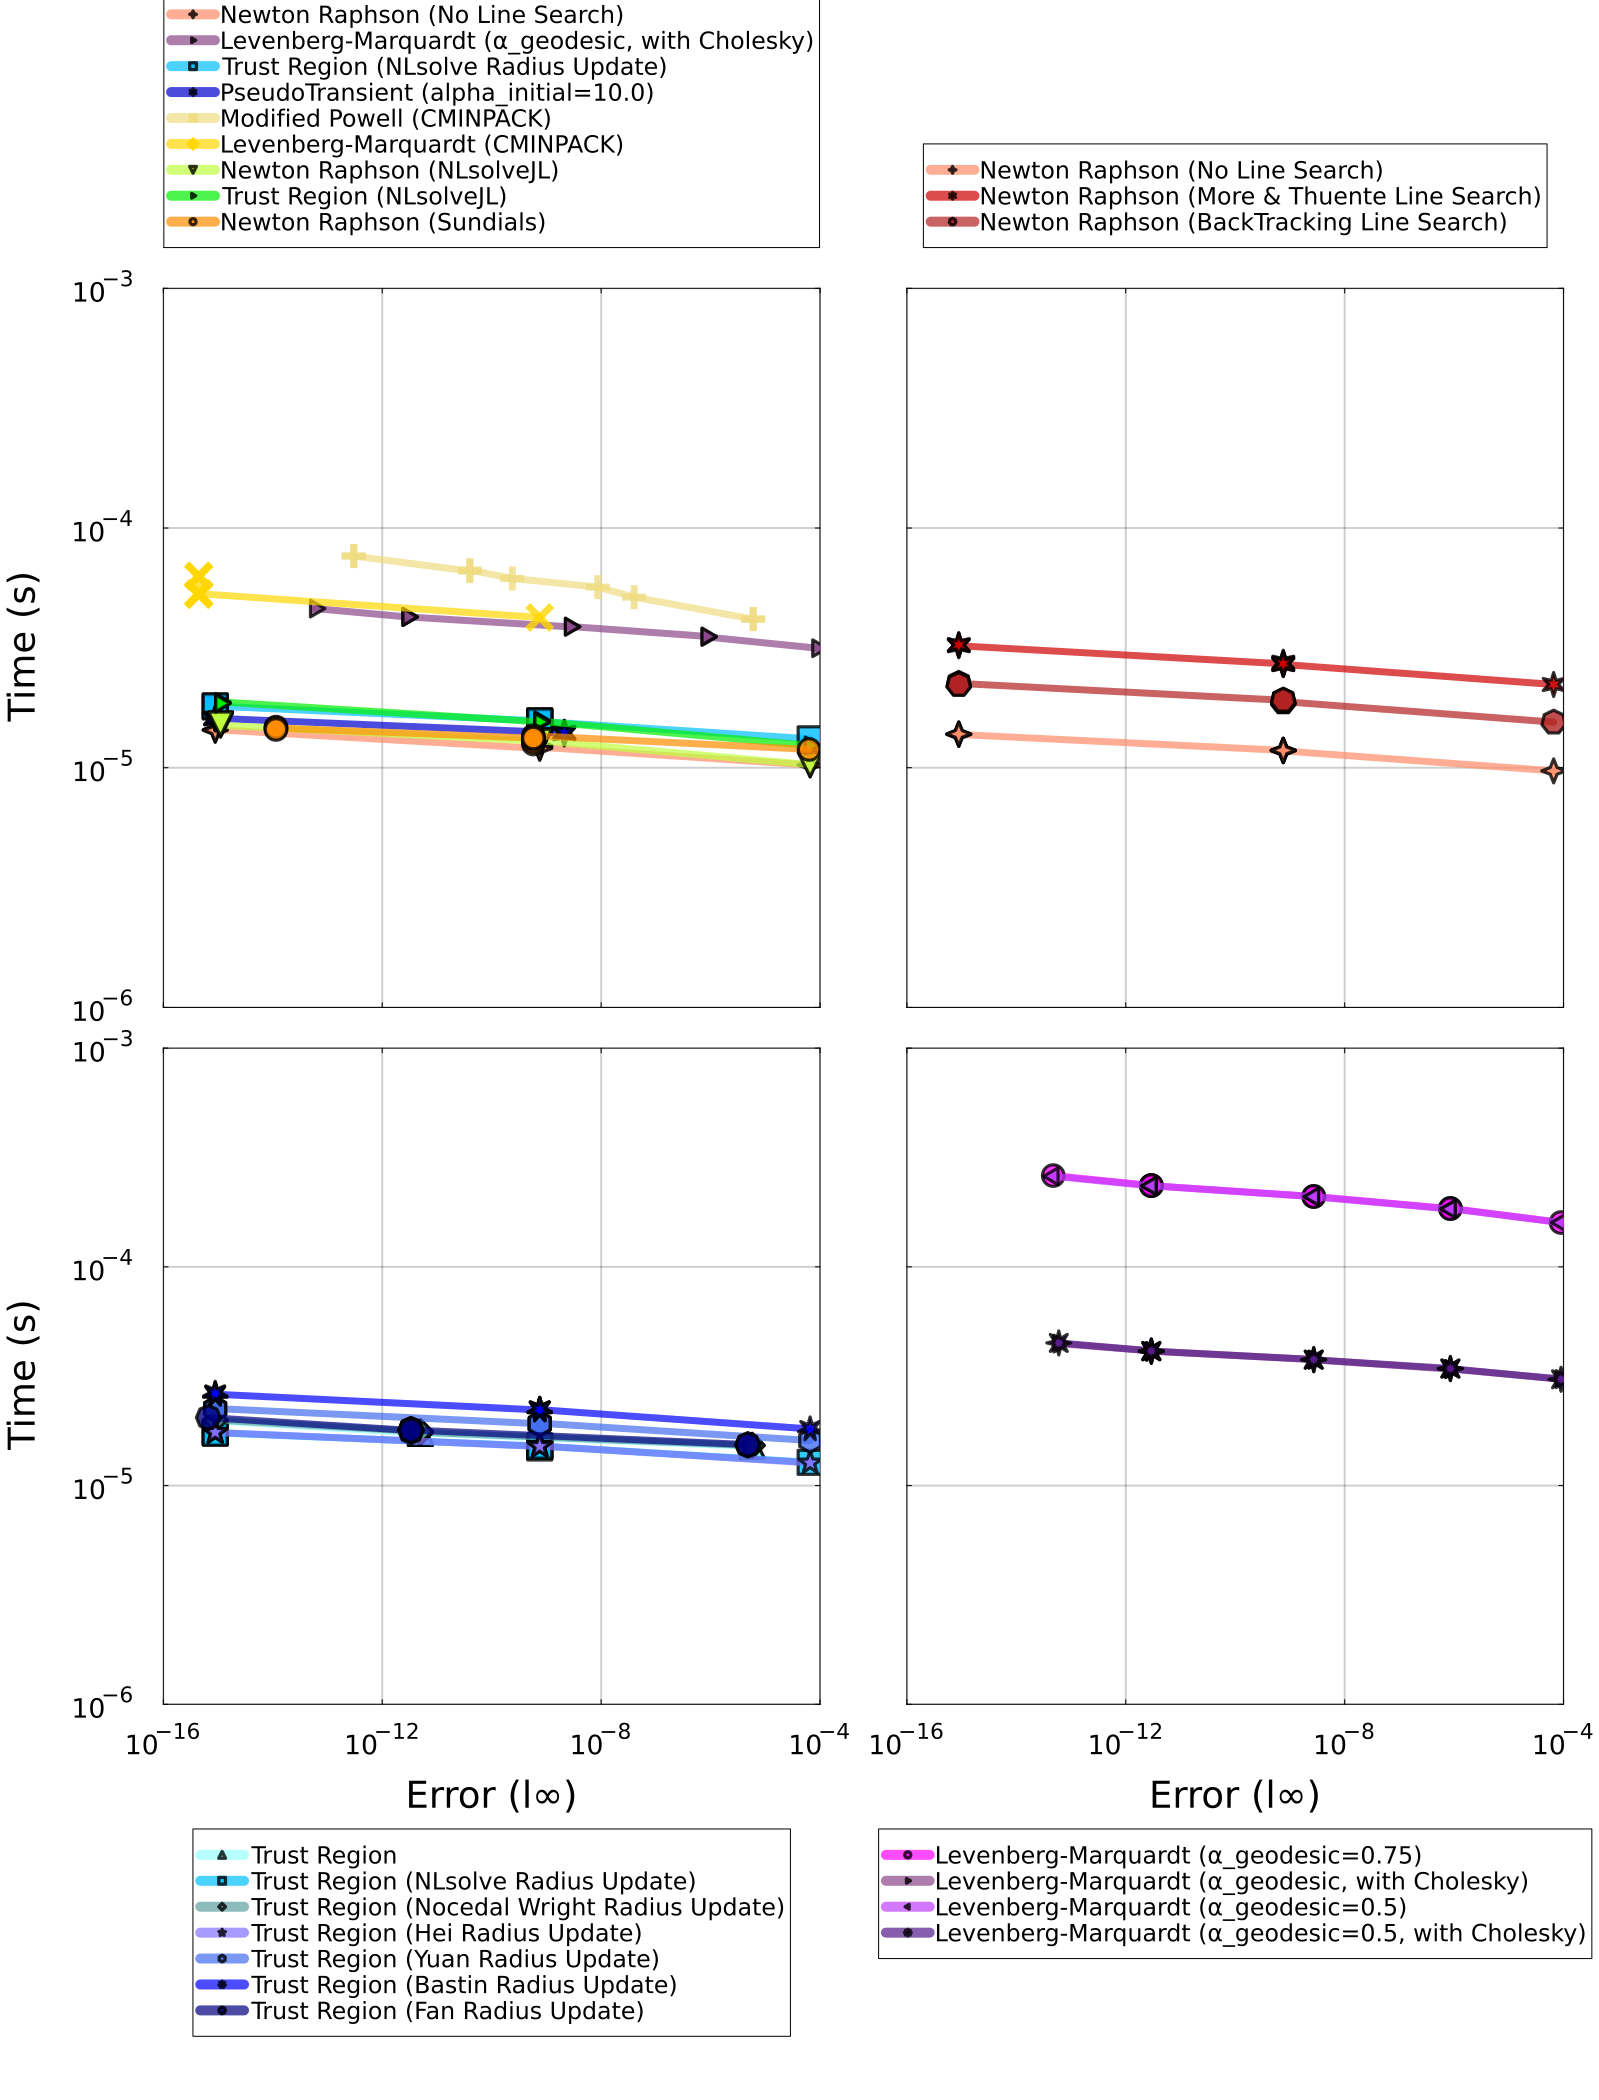 Newton Raphson (No Line Search)
Levenberg-Marquardt (α_geodesic, with Cholesky)
Trust Region (NLsolve Radius Update)
PseudoTransient (alpha_initial=10.0)
Modified Powell (CMINPACK)
Levenberg-Marquardt (CMINPACK)
Newton Raphson (NLsolveJL)
Trust Region (NLsolveJL)
Newton Raphson (Sundials)
Newton Raphson (No Line Search)
Newton Raphson (More & Thuente Line Search)
Newton Raphson (BackTracking Line Search)
10⁻³
10⁻⁴
10⁻⁵
10⁻⁶
Time (s)
10⁻³
10⁻⁴
10⁻⁵
10⁻⁶
Time (s)
10⁻¹⁶ 10⁻¹² 10⁻⁸ 10⁻⁴
Error (l∞)
10⁻¹⁶ 10⁻¹² 10⁻⁸ 10⁻⁴
Error (l∞)
Trust Region
Trust Region (NLsolve Radius Update)
Trust Region (Nocedal Wright Radius Update)
Trust Region (Hei Radius Update)
Trust Region (Yuan Radius Update)
Trust Region (Bastin Radius Update)
Trust Region (Fan Radius Update)
Levenberg-Marquardt (α_geodesic=0.75)
Levenberg-Marquardt (α_geodesic, with Cholesky)
Levenberg-Marquardt (α_geodesic=0.5)
Levenberg-Marquardt (α_geodesic=0.5, with Cholesky)